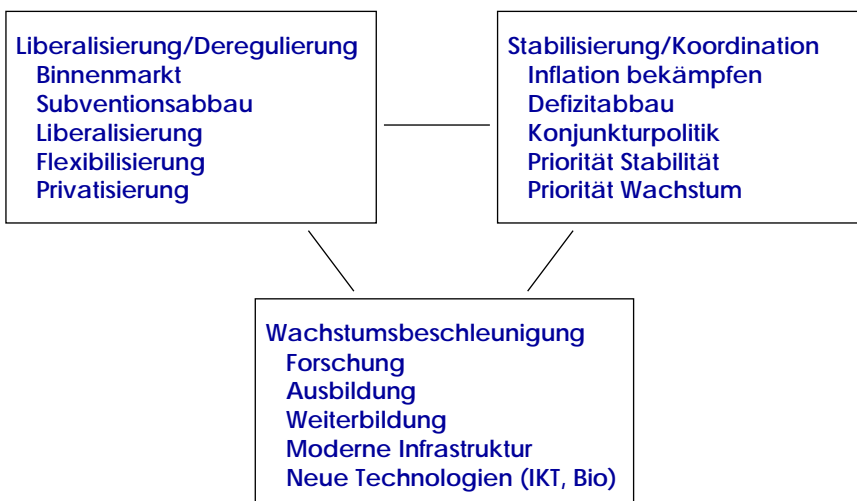 Liberalisierung/Deregulierung
Binnenmarkt
Subventionsabbau
Liberalisierung
Flexibilisierung
Privatisierung
Stabilisierung/Koordination
Inflation bekämpfen
Defizitabbau
Konjunkturpolitik
Priorität Stabilität
Priorität Wachstum
Wachstumsbeschleunigung
Forschung
Ausbildung
Weiterbildung
Moderne Infrastruktur
Neue Technologien (IKT, Bio)